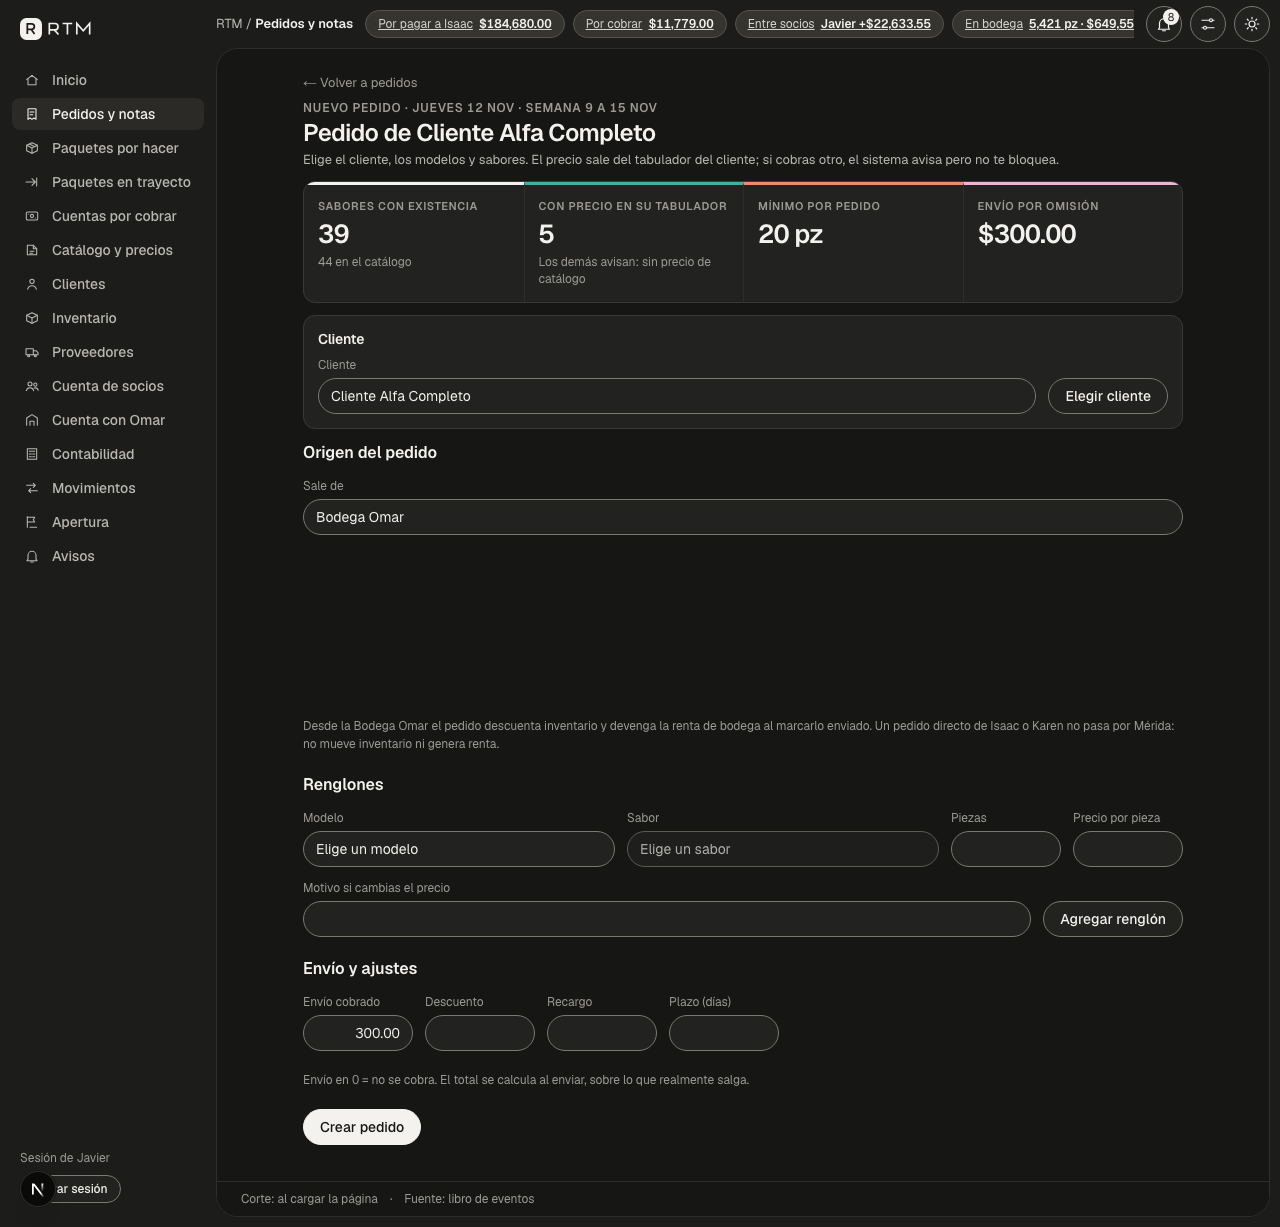 R RTM
RTM / Pedidos y notas
Por pagar a Isaac $184,680.00
Por cobrar $11,779.00
Entre socios Javier +$22,633.55
En bodega 5,421 pz · $649,55
8
Inicio
Pedidos y notas
Paquetes por hacer
Paquetes en trayecto
Cuentas por cobrar
Catálogo y precios
Clientes
Inventario
Proveedores
Cuenta de socios
Cuenta con Omar
Contabilidad
Movimientos
Apertura
Avisos
Sesión de Javier
N ar sesión
← Volver a pedidos
NUEVO PEDIDO · JUEVES 12 NOV · SEMANA 9 A 15 NOV
Pedido de Cliente Alfa Completo
Elige el cliente, los modelos y sabores. El precio sale del tabulador del cliente; si cobras otro, el sistema avisa pero no te bloquea.
SABORES CON EXISTENCIA
39
44 en el catálogo
CON PRECIO EN SU TABULADOR
5
Los demás avisan: sin precio de
catálogo
MÍNIMO POR PEDIDO
20 pz
ENVÍO POR OMISIÓN
$300.00
Cliente
Cliente
Cliente Alfa Completo
Elegir cliente
Origen del pedido
Sale de
Bodega Omar
Desde la Bodega Omar el pedido descuenta inventario y devenga la renta de bodega al marcarlo enviado. Un pedido directo de Isaac o Karen no pasa por Mérida:
no mueve inventario ni genera renta.
Renglones
Modelo Sabor Piezas Precio por pieza
Elige un modelo Elige un sabor
Motivo si cambias el precio
Agregar renglón
Envío y ajustes
Envío cobrado Descuento Recargo Plazo (días)
300.00
Envío en 0 = no se cobra. El total se calcula al enviar, sobre lo que realmente salga.
Crear pedido
Corte: al cargar la página · Fuente: libro de eventos